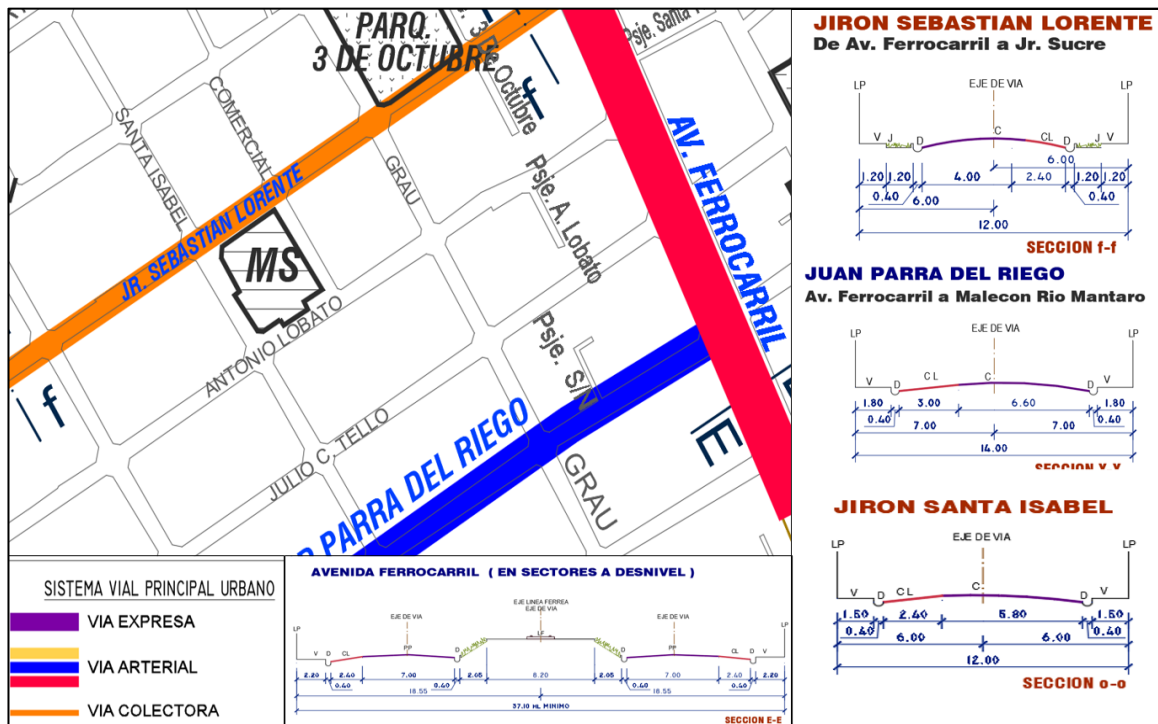 PARQ.
3 DE OCTUBRE
3 De Octubre
Psje. Santa
f
SANTA ISABEL
COMERCIAL
GRAU
JR. SEBASTIAN LORENTE
MS
Psje. A. Lobato
AV. FERROCARRIL
ANTONIO LOBATO
Psje. S/N
f
JULIO C. TELLO
PARRA DEL RIEGO
GRAU
E
JIRON SEBASTIAN LORENTE
De Av. Ferrocarril a Jr. Sucre
EJE DE VIA
LP LP
V J D C CL D J V
6.00
1.20 1.20 4.00 2.40 1.20 1.20
0.40 6.00 0.40
12.00
SECCION f-f
JUAN PARRA DEL RIEGO
Av. Ferrocarril a Malecon Rio Mantaro
EJE DE VIA
LP LP
V D CL C D V
1.80 3.00 6.60 1.80
0.40 7.00 7.00 0.40
14.00
SECCION
JIRON SANTA ISABEL
EJE DE VIA
LP LP
V D CL C D V
1.50 2.40 5.80 1.50
0.40 6.00 6.00 0.40
12.00
SECCION o-o
SISTEMA VIAL PRINCIPAL URBANO
VIA EXPRESA
VIA ARTERIAL
VIA COLECTORA
AVENIDA FERROCARRIL ( EN SECTORES A DESNIVEL )
EJE LINEA FERREA
EJE DE VIA EJE DE VIA EJE DE VIA
LP LF LP
V D CL PP D D PP CL D V
2.20 2.40 7.00 2.05 8.20 2.05 7.00 2.40 2.20
0.40 0.40 0.40 0.40
18.55 18.55
37.10 ML MINIMO
SECCION E-E